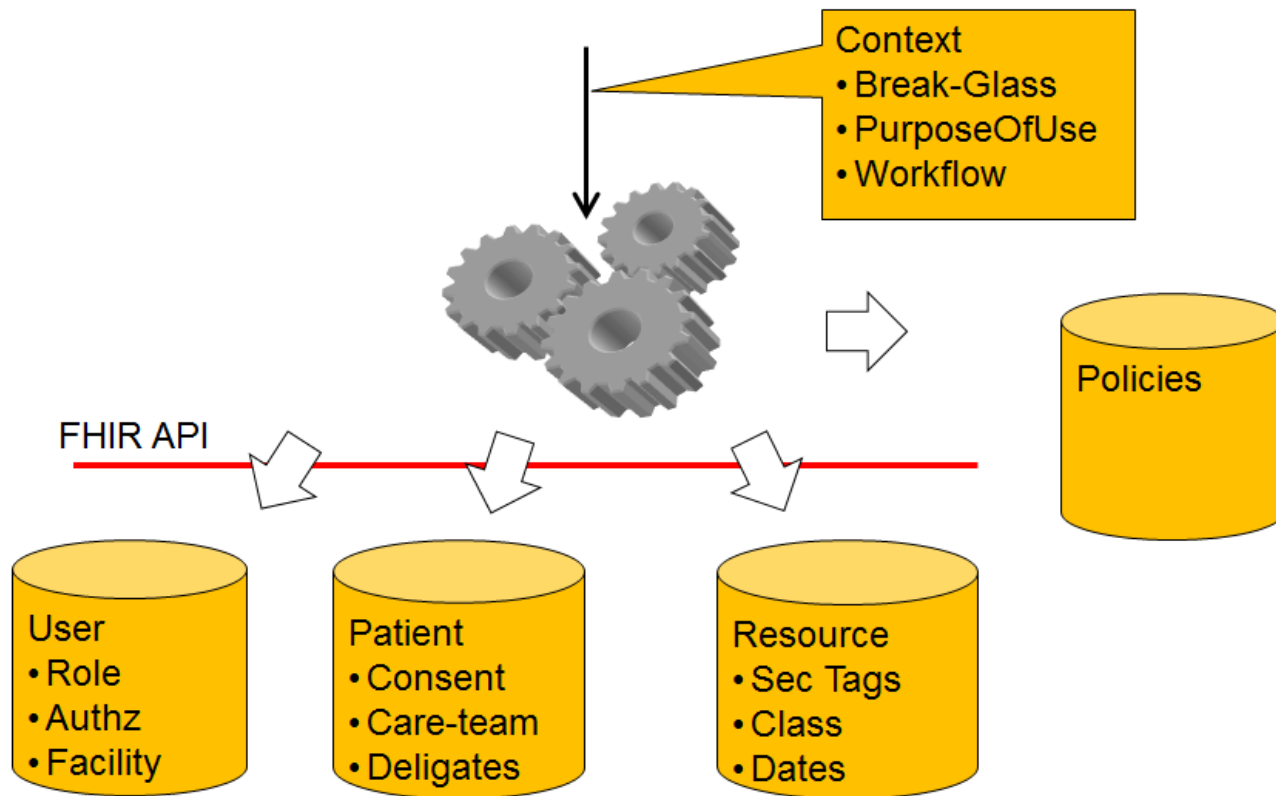 Context
• Break-Glass
• PurposeOfUse
• Workflow
Policies
FHIR API
User
• Role
• Authz
• Facility
Patient
• Consent
• Care-team
• Deligates
Resource
• Sec Tags
• Class
• Dates